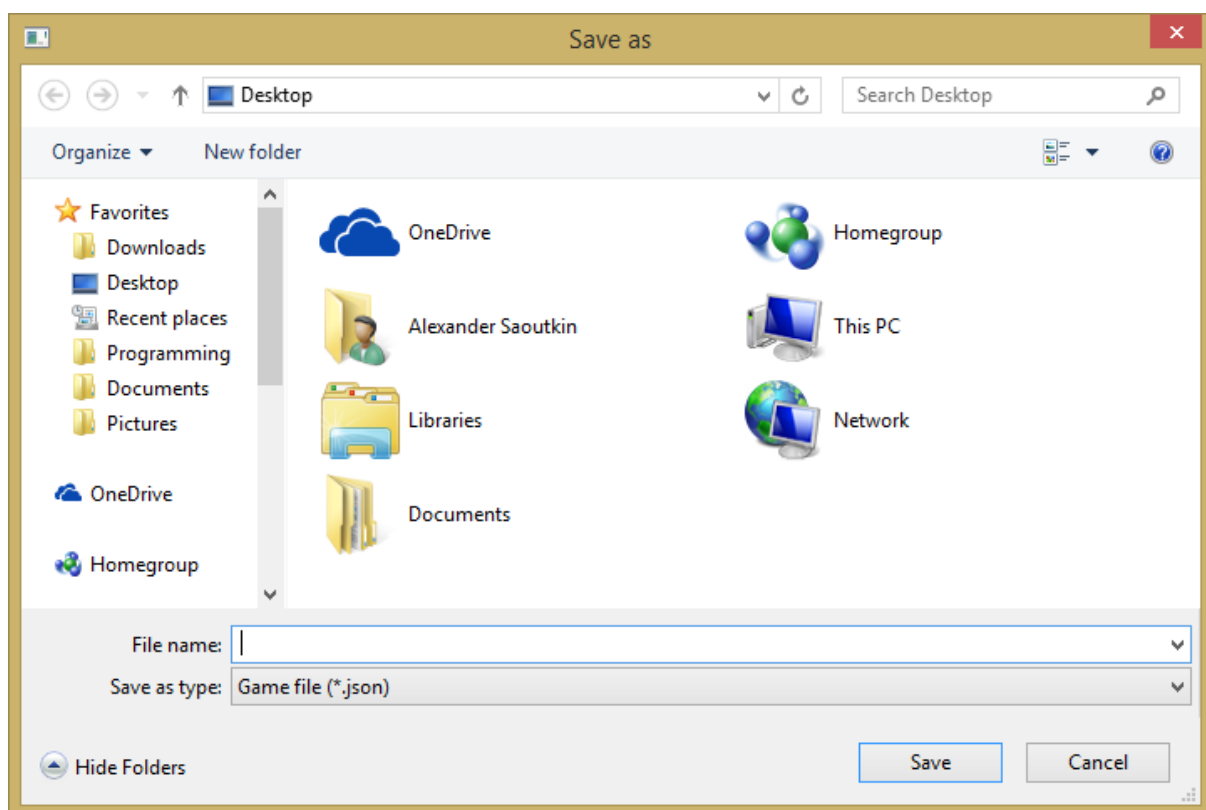 Save as
Desktop
Search Desktop
Organize
New folder
Favorites
Downloads
Desktop
Recent places
Programming
Documents
Pictures
OneDrive
Homegroup
OneDrive
Homegroup
Alexander Saoutkin
This PC
Libraries
Network
Documents
File name:
Save as type: Game file (*.json)
Hide Folders
Save
Cancel